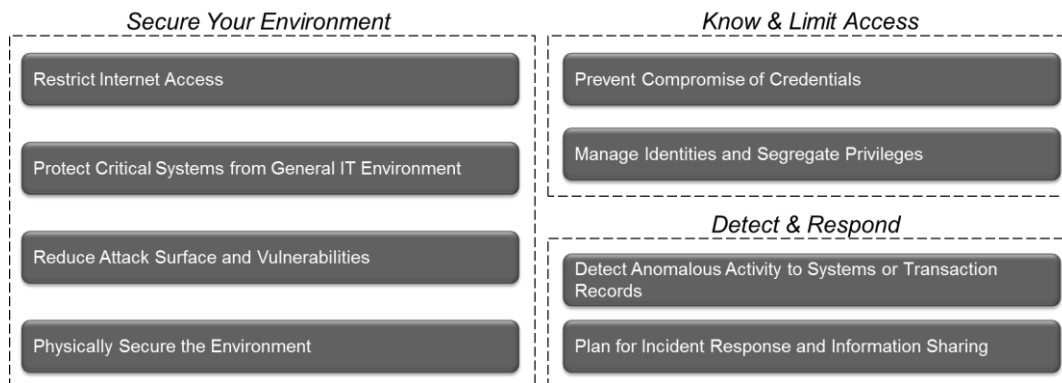 Secure Your Environment
Restrict Internet Access
Protect Critical Systems from General IT Environment
Reduce Attack Surface and Vulnerabilities
Physically Secure the Environment
Know & Limit Access
Prevent Compromise of Credentials
Manage Identities and Segregate Privileges
Detect & Respond
Detect Anomalous Activity to Systems or Transaction
Records
Plan for Incident Response and Information Sharing